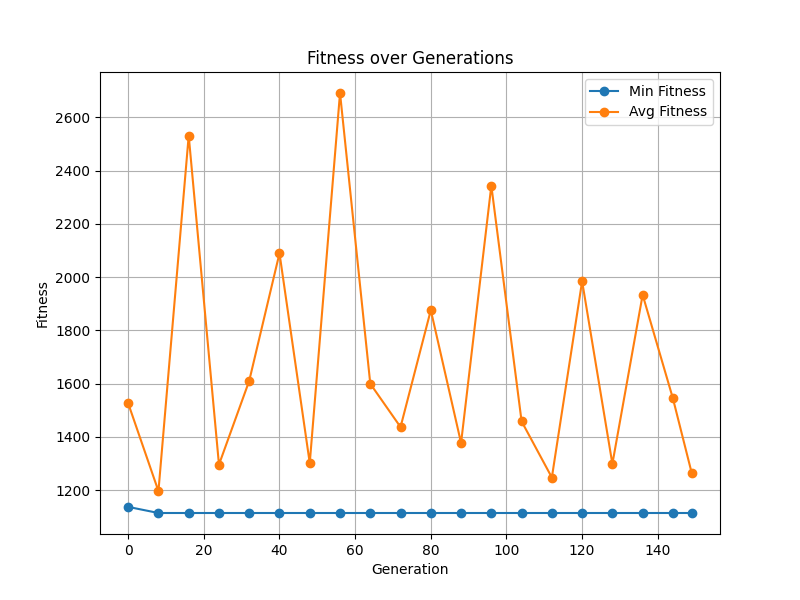 Fitness over Generations
Min Fitness
Avg Fitness
2600
2400
2200
2000
1800
1600
1400
1200
Fitness
0 20 40 60 80 100 120 140
Generation